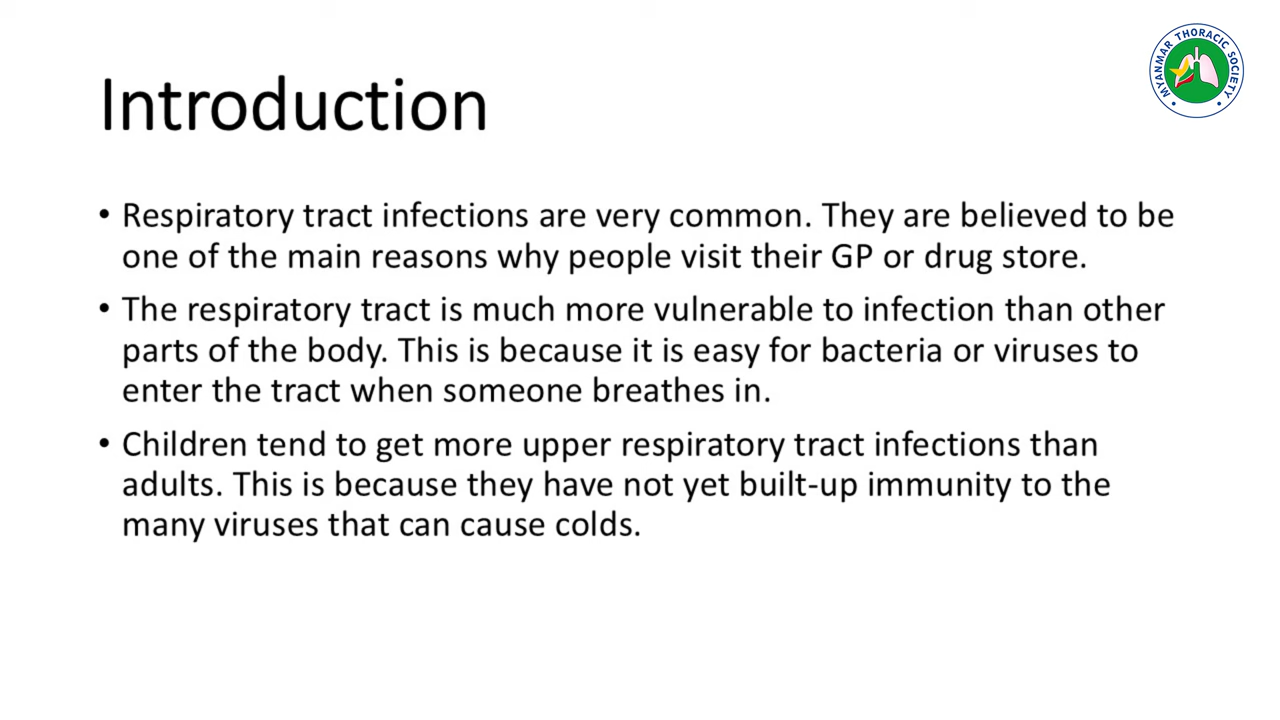 MYANMAR THORACIC SOCIETY
Introduction
• Respiratory tract infections are very common. They are believed to be
one of the main reasons why people visit their GP or drug store.
• The respiratory tract is much more vulnerable to infection than other
parts of the body. This is because it is easy for bacteria or viruses to
enter the tract when someone breathes in.
• Children tend to get more upper respiratory tract infections than
adults. This is because they have not yet built-up immunity to the
many viruses that can cause colds.